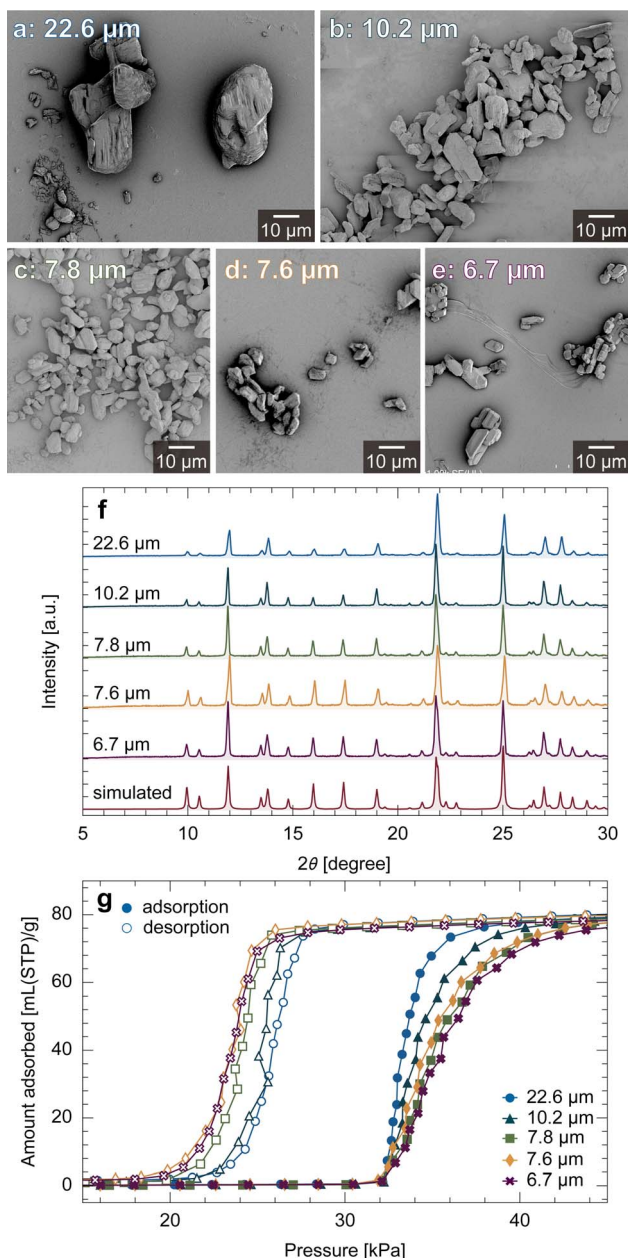 a: 22.6 µm
10 µm
b: 10.2 µm
10 µm
c: 7.8 µm
10 µm
d: 7.6 µm
10 µm
e: 6.7 µm
10 µm
f
22.6 µm
10.2 µm
7.8 µm
7.6 µm
6.7 µm
simulated
Intensity [a.u.]
5 10 15 20 25 30
2θ [degree]
g
adsorption
desorption
80
60
40
20
0
Amount adsorbed [mL(STP)/g]
22.6 µm
10.2 µm
7.8 µm
7.6 µm
6.7 µm
20 30 40
Pressure [kPa]